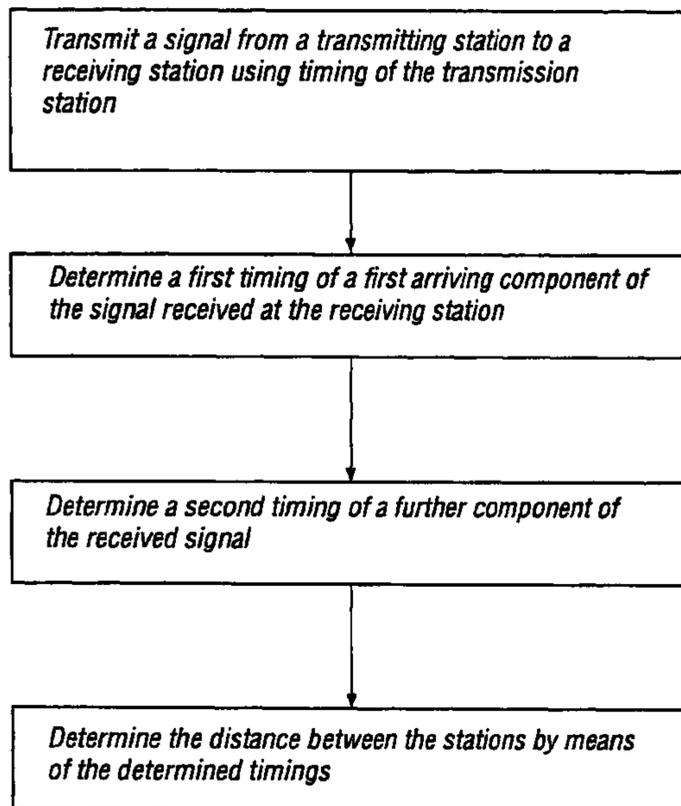 Transmit a signal from a transmitting station to a
receiving station using timing of the transmission
station
Determine a first timing of a first arriving component of
the signal received at the receiving station
Determine a second timing of a further component of
the received signal
Determine the distance between the stations by means
of the determined timings